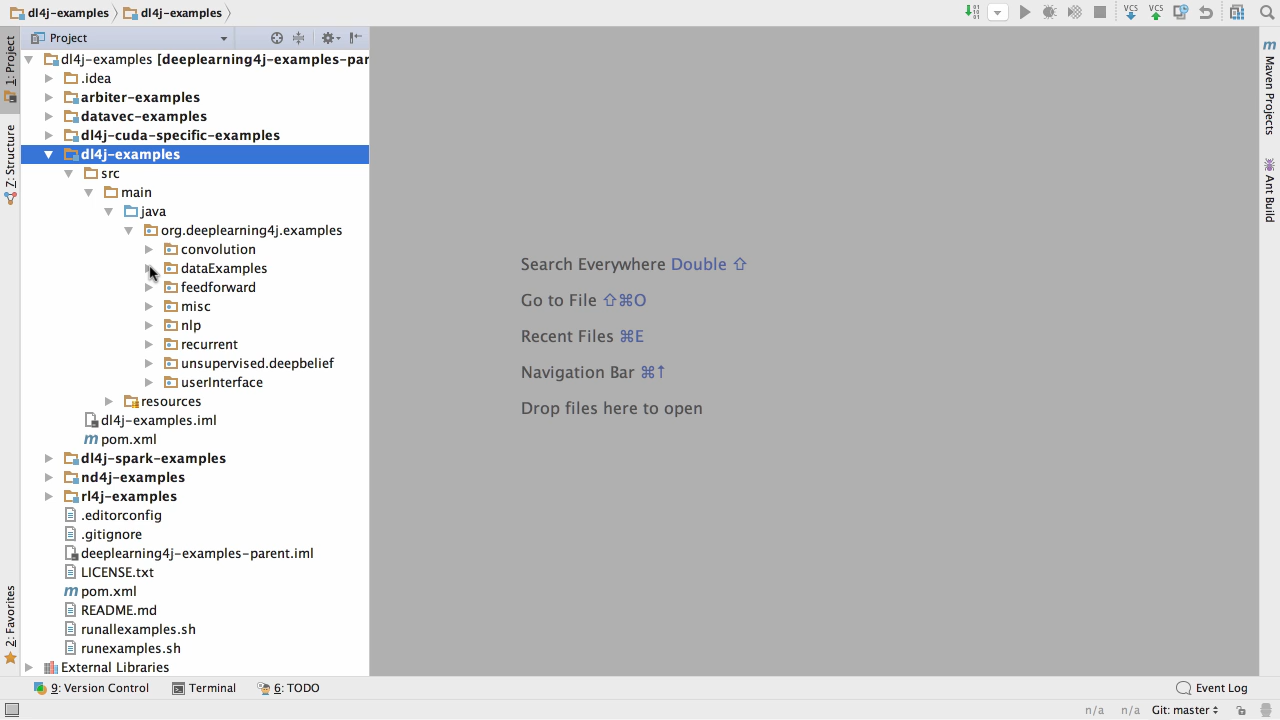 dl4j-examples dl4j-examples
Project
1: Project
Z: Structure
2: Favorites
dl4j-examples [deeplearning4j-examples-par
.idea
arbiter-examples
datavec-examples
dl4j-cuda-specific-examples
dl4j-examples
src
main
java
org.deeplearning4j.examples
convolution
dataExamples
feedforward
misc
nlp
recurrent
unsupervised.deepbelief
userInterface
resources
dl4j-examples.iml
pom.xml
dl4j-spark-examples
nd4j-examples
rl4j-examples
.editorconfig
.gitignore
deeplearning4j-examples-parent.iml
LICENSE.txt
pom.xml
README.md
runallexamples.sh
runexamples.sh
External Libraries
Search Everywhere Double ⇧
Go to File ⇧⌘O
Recent Files ⌘E
Navigation Bar ⌘↑
Drop files here to open
VCS VCS
Maven Projects
Ant Build
9: Version Control Terminal 6: TODO Event Log
n/a n/a Git: master